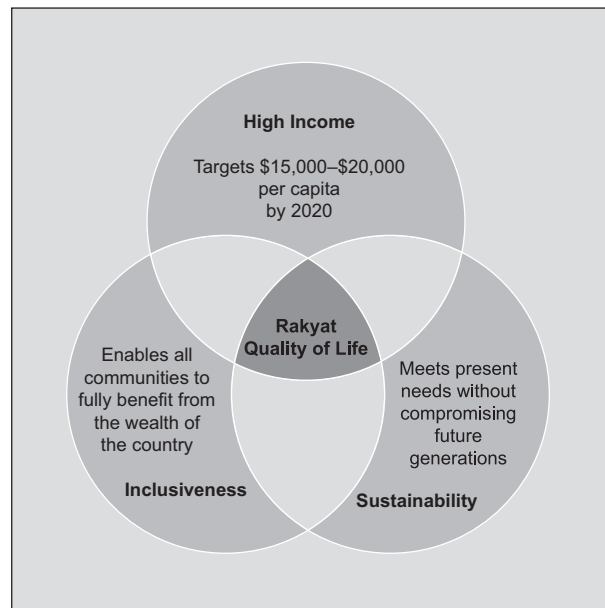 High Income
Targets $15,000–$20,000
per capita
by 2020
Rakyat
Quality of Life
Enables all
communities to
fully benefit from
the wealth of
the country
Inclusiveness
Meets present
needs without
compromising
future
generations
Sustainability